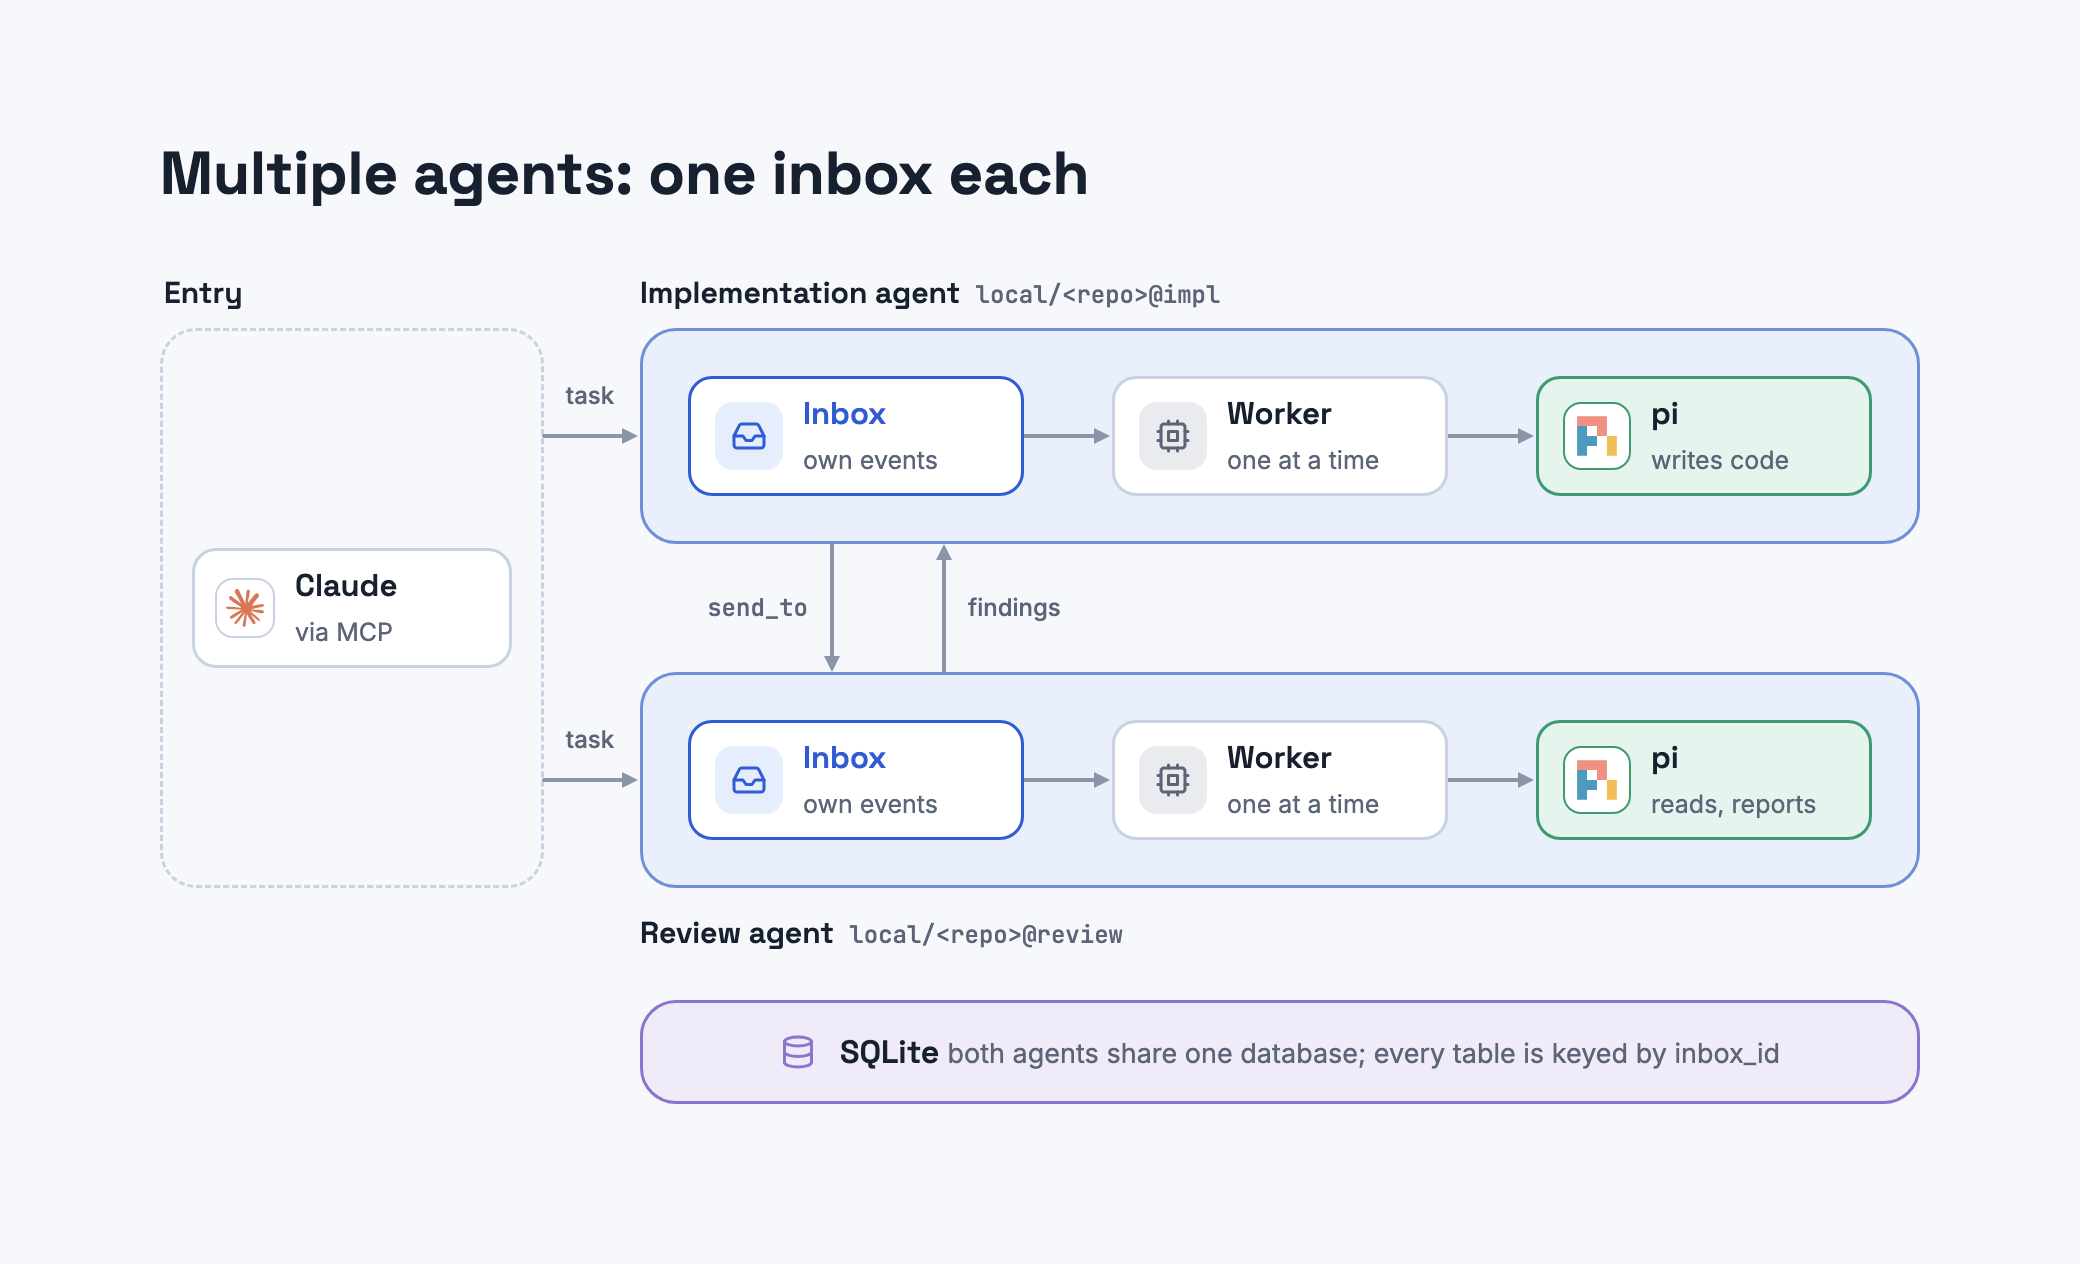 Multiple agents: one inbox each
Entry
Implementation agent local/<repo>@impl
task
Inbox
own events
Worker
one at a time
pi
writes code
Claude
via MCP
send_to
findings
task
Inbox
own events
Worker
one at a time
pi
reads, reports
Review agent local/<repo>@review
SQLite both agents share one database; every table is keyed by inbox_id